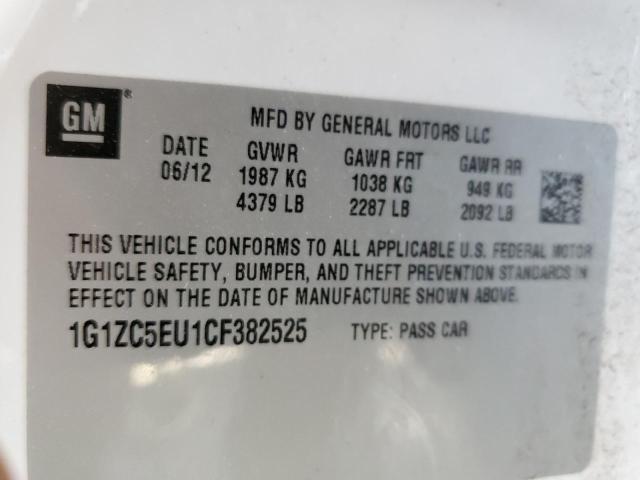 GM®
MFD BY GENERAL MOTORS LLC
DATE GVWR GAWR FRT GAWR RR
06/12 1987 KG 1038 KG 949 KG
4379 LB 2287 LB 2092 LB
THIS VEHICLE CONFORMS TO ALL APPLICABLE U.S. FEDERAL MOTOR
VEHICLE SAFETY, BUMPER, AND THEFT PREVENTION STANDARDS IN
EFFECT ON THE DATE OF MANUFACTURE SHOWN ABOVE.
1G1ZC5EU1CF382525 TYPE: PASS CAR